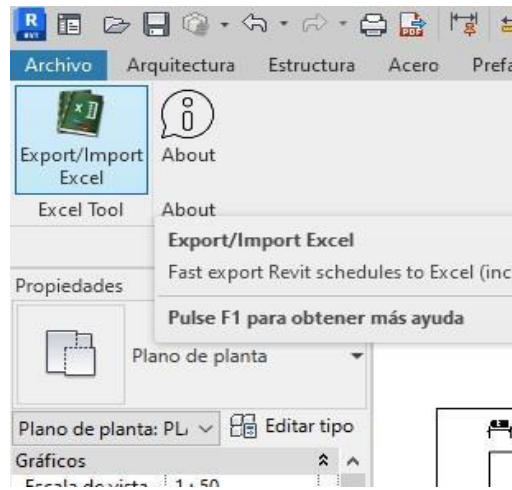 R
RVT
PDF
Archivo Arquitectura Estructura Acero Prefa
Export/Import About
Excel
Excel Tool About
Export/Import Excel
Fast export Revit schedules to Excel (inc
Propiedades
Pulse F1 para obtener más ayuda
Plano de planta
Plano de planta: PL Editar tipo
Gráficos
Escala de vista 1 : 50